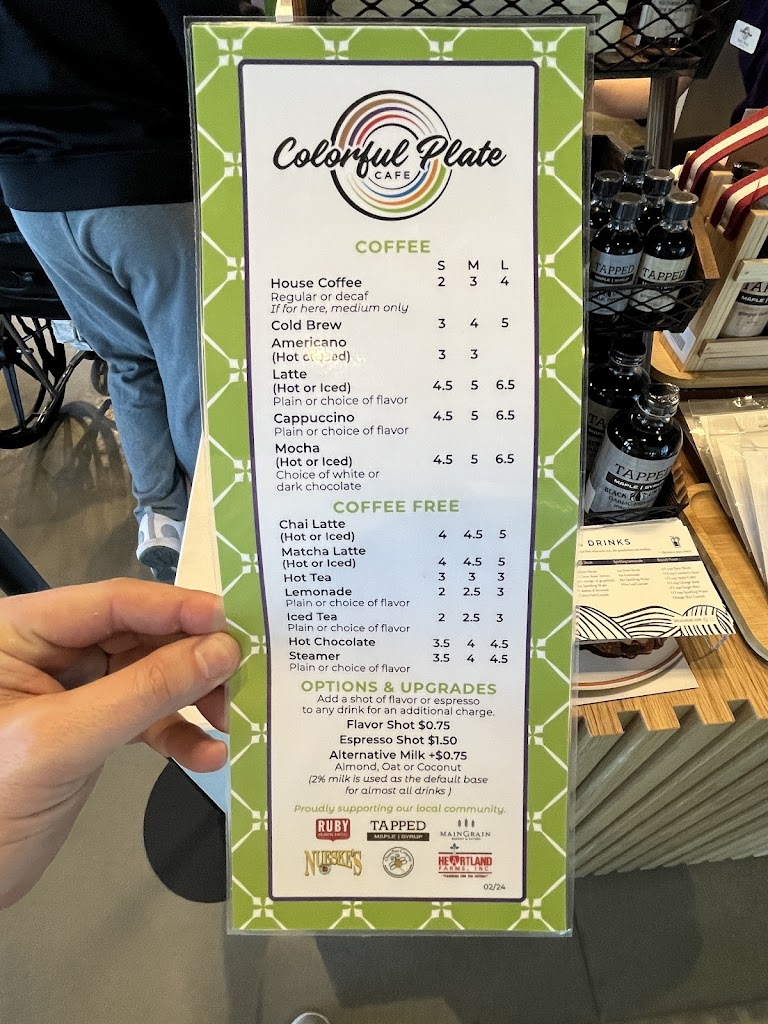 Colorful Plate
CAFE
COFFEE
S M L
House Coffee 2 3 4
Regular or decaf
If for here, medium only
Cold Brew 3 4 5
Americano
(Hot or Iced) 3 3
Latte
(Hot or Iced) 4.5 5 6.5
Plain or choice of flavor
Cappuccino 4.5 5 6.5
Plain or choice of flavor
Mocha
(Hot or Iced) 4.5 5 6.5
Choice of white or
dark chocolate
COFFEE FREE
Chai Latte
(Hot or Iced) 4 4.5 5
Matcha Latte
(Hot or Iced) 4 4.5 5
Hot Tea 3 3 3
Lemonade 2 2.5 3
Plain or choice of flavor
Iced Tea 2 2.5 3
Plain or choice of flavor
Hot Chocolate 3.5 4 4.5
Steamer 3.5 4 4.5
Plain or choice of flavor
OPTIONS & UPGRADES
Add a shot of flavor or espresso
to any drink for an additional charge.
Flavor Shot $0.75
Espresso Shot $1.50
Alternative Milk +$0.75
Almond, Oat or Coconut
(2% milk is used as the default base
for almost all drinks )
Proudly supporting our local community.
RUBY
TAPPED
MAPLE | SYRUP
MAINGRAIN
NUESKE'S
HEARTLAND
FARMS, INC.
02/24
TAPPED
TAPPED
TAPPED
MAPLE | SYRUP
DRINKS